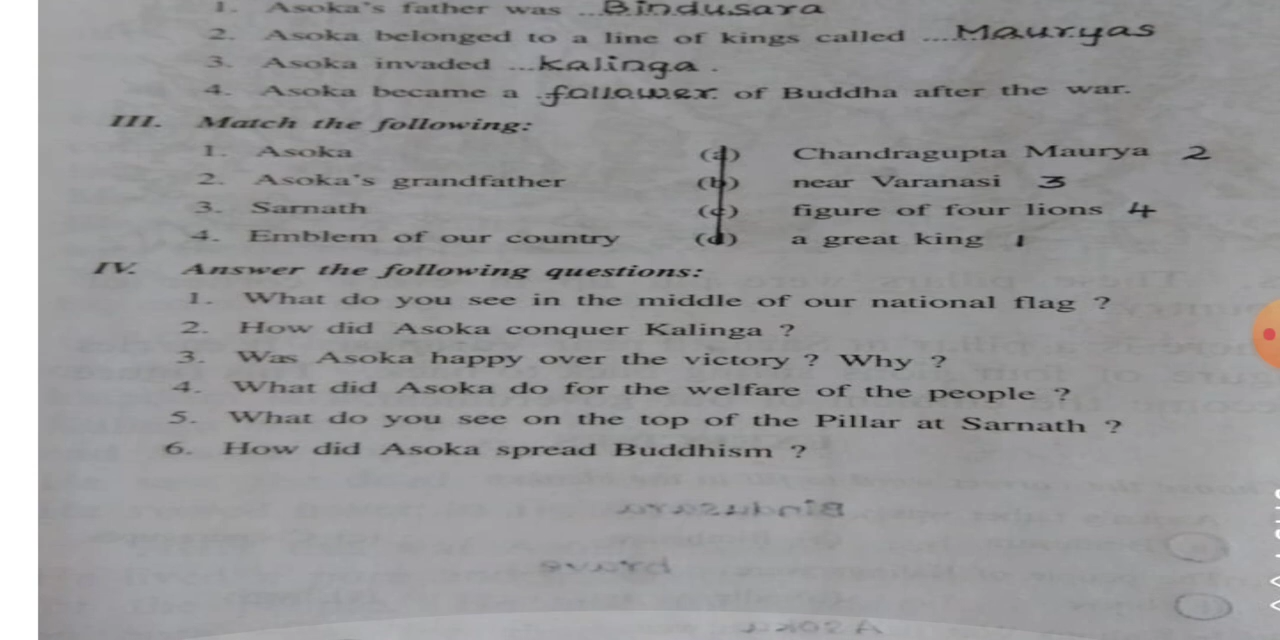 1. Asoka's father was ...Bindusara
2. Asoka belonged to a line of kings called ....Mauryas
3. Asoka invaded ...Kalinga.
4. Asoka became a follower of Buddha after the war.
III. Match the following:
1. Asoka (a) Chandragupta Maurya 2
2. Asoka's grandfather (b) near Varanasi 3
3. Sarnath (c) figure of four lions 4
4. Emblem of our country (d) a great king 1
IV. Answer the following questions:
1. What do you see in the middle of our national flag ?
2. How did Asoka conquer Kalinga ?
3. Was Asoka happy over the victory ? Why ?
4. What did Asoka do for the welfare of the people ?
5. What do you see on the top of the Pillar at Sarnath ?
6. How did Asoka spread Buddhism ?